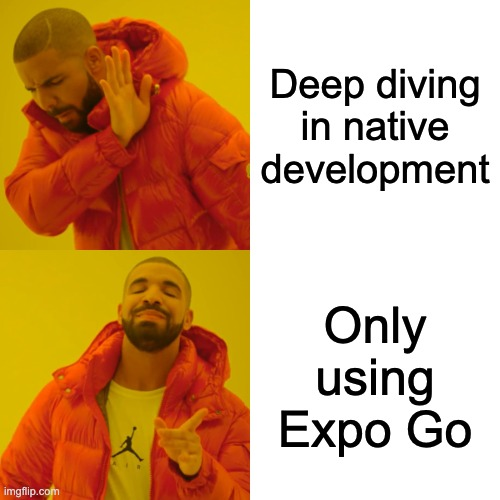 Deep diving
in native
development
Only
using
Expo Go
imgflip.com